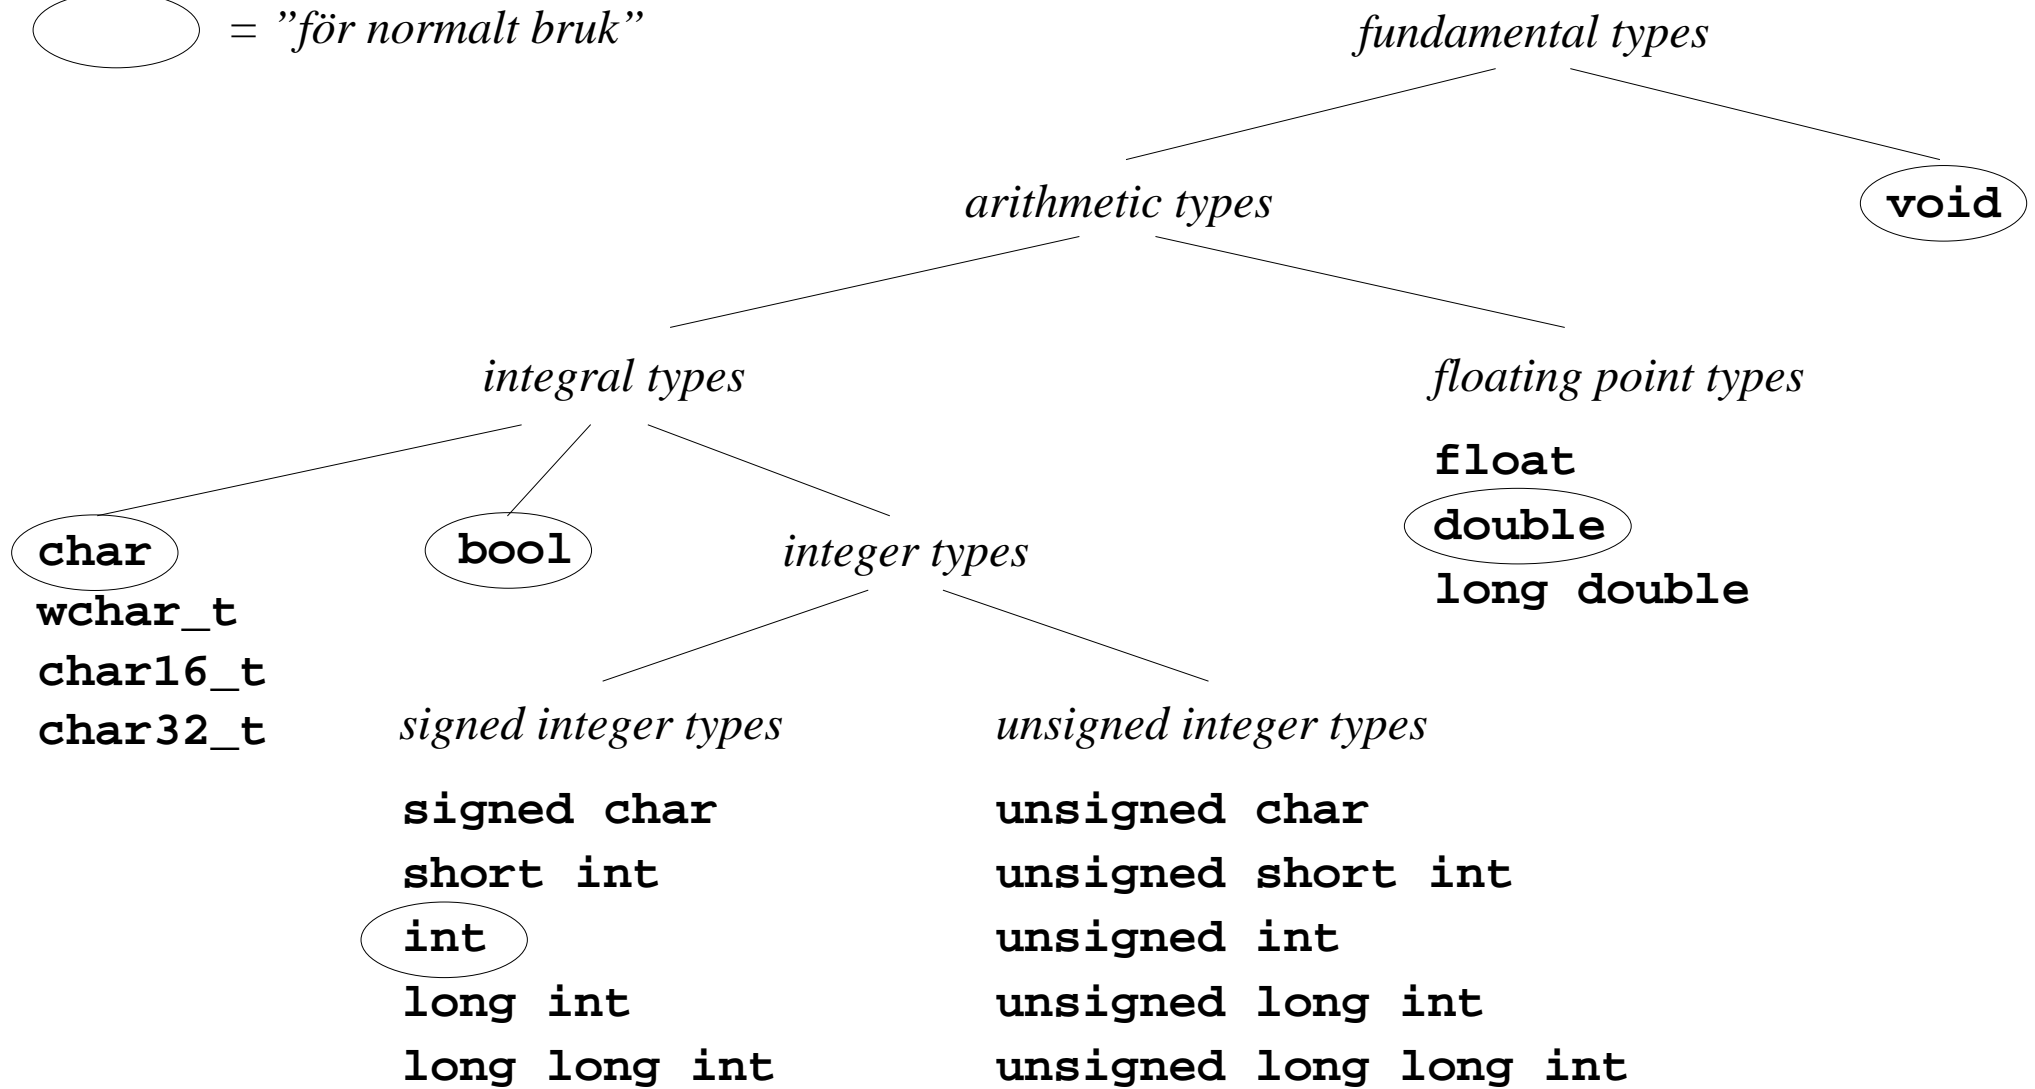 = ”för normalt bruk”
fundamental types
arithmetic types
void
integral types
floating point types
float
double
long double
char
wchar_t
char16_t
char32_t
bool
integer types
signed integer types
signed char
short int
int
long int
long long int
unsigned integer types
unsigned char
unsigned short int
unsigned int
unsigned long int
unsigned long long int